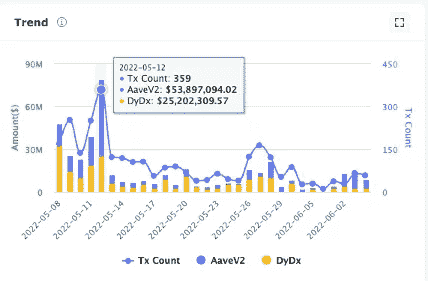 Trend
90M
60M
30M
0
Amount($)
450
300
150
0
Tx Count
2022-05-12
Tx Count: 359
AaveV2: $53,897,094.02
DyDx: $25,202,309.57
2022-05-08
2022-05-11
2022-05-14
2022-05-17
2022-05-20
2022-05-23
2022-05-26
2022-05-29
2022-06-02
Tx Count
AaveV2
DyDx